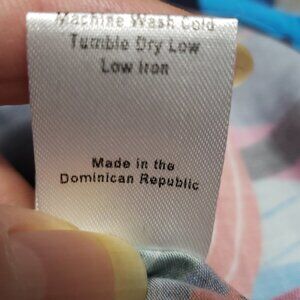 Machine Wash Cold
Tumble Dry Low
Low Iron
Made in the
Dominican Republic